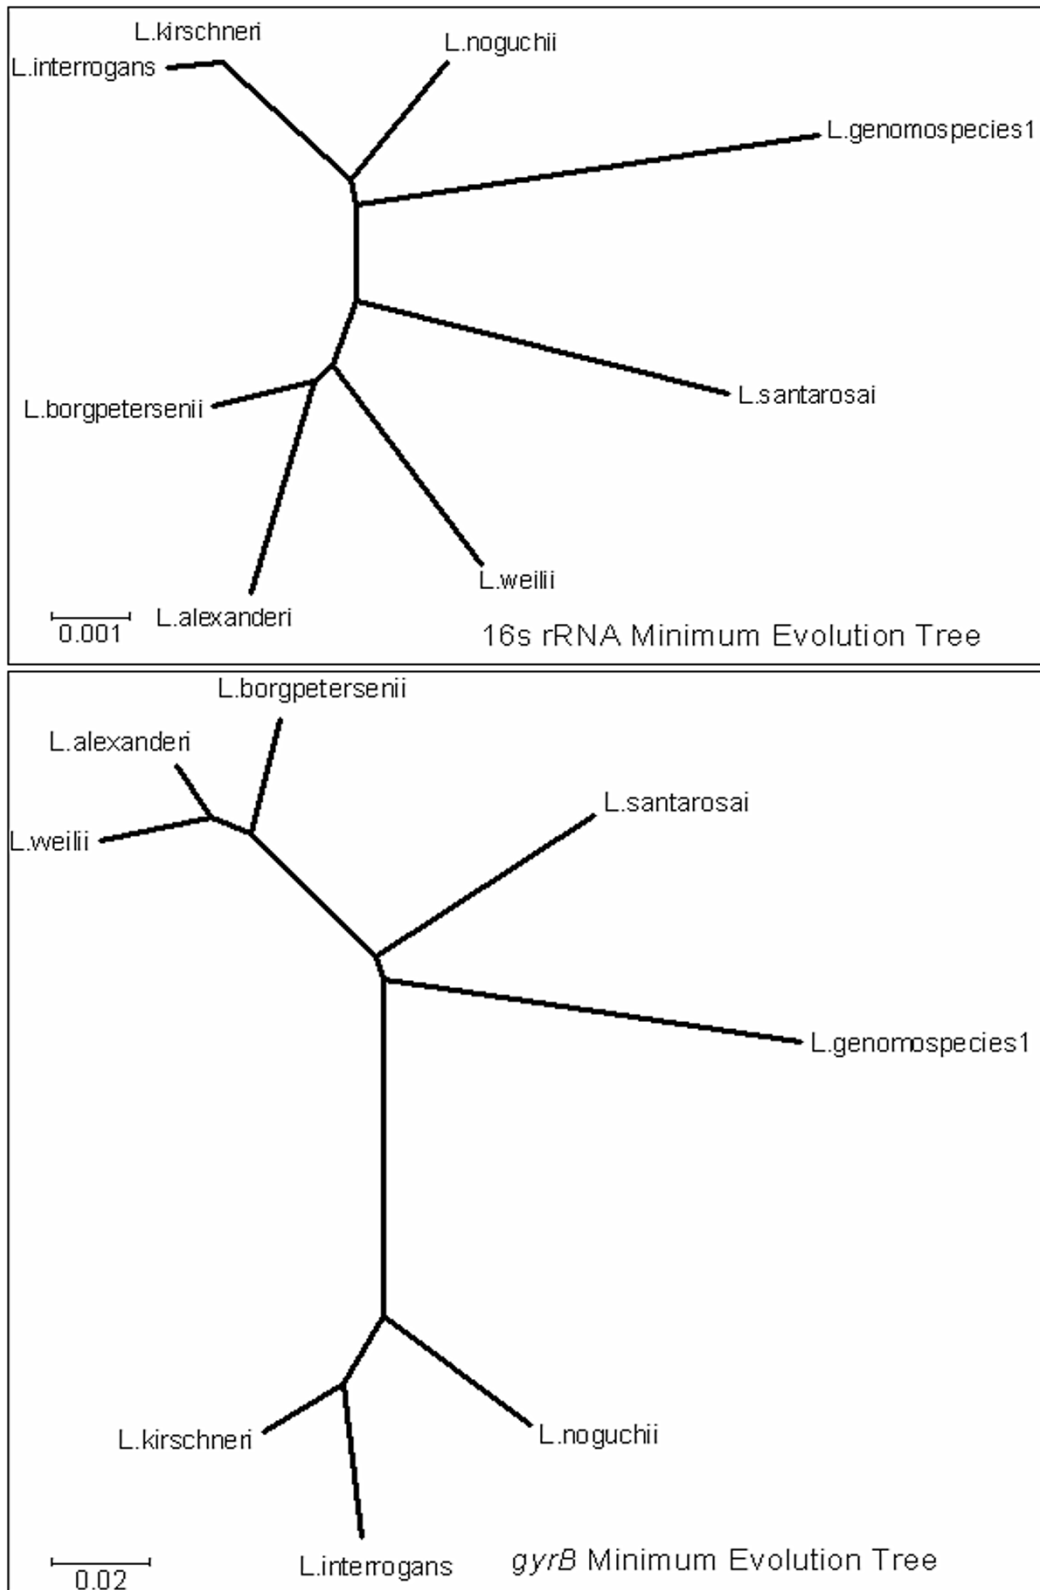 L.kirschneri
L.noguchii
L.interrogans
L.genomospecies1
L.santarosai
L.borgpetersenii
L.weilii
L.alexanderi
0.001
16s rRNA Minimum Evolution Tree
L.borgpetersenii
L.alexanderi
L.santarosai
L.weilii
L.genomospecies1
L.noguchii
L.kirschneri
L.interrogans
gyrB Minimum Evolution Tree
0.02